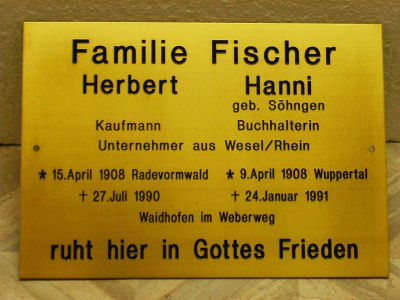 Familie Fischer
Herbert Hanni
geb. Söhngen
Kaufmann Buchhalterin
Unternehmer aus Wesel/Rhein
* 15.April 1908 Radevormwald * 9.April 1908 Wuppertal
† 27.Juli 1990 † 24.Januar 1991
Waidhofen im Weberweg
ruht hier in Gottes Frieden